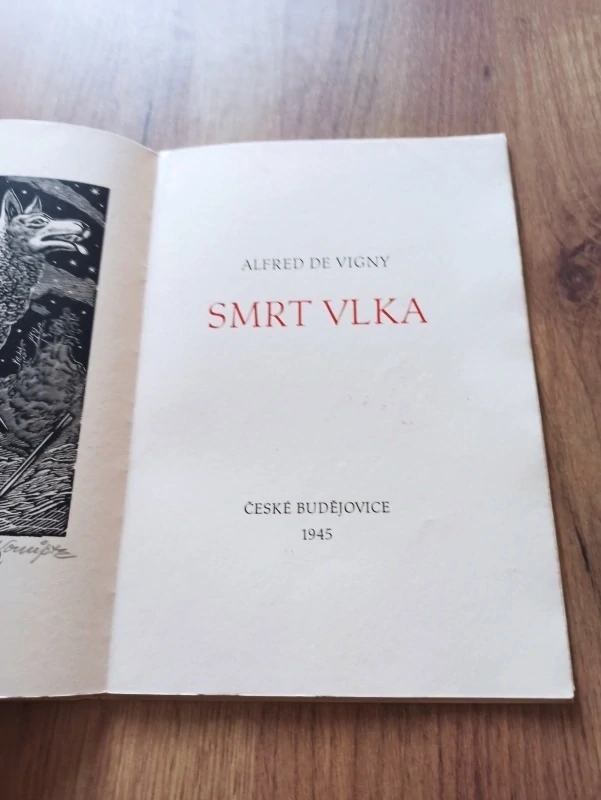 ALFRED DE VIGNY
SMRT VLKA
ČESKÉ BUDĚJOVICE
1945